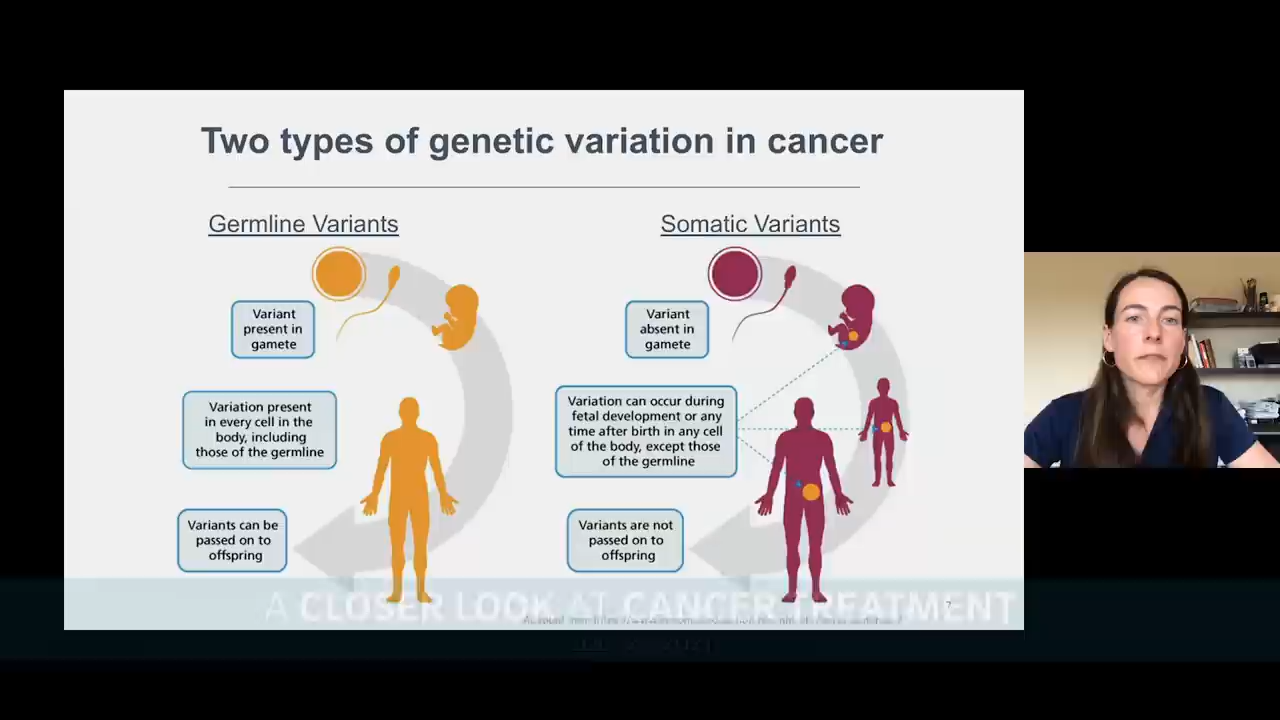 Two types of genetic variation in cancer
Germline Variants
Variant
present in
gamete
Variation present
in every cell in the
body, including
those of the germline
Variants can be
passed on to
offspring
Somatic Variants
Variant
absent in
gamete
Variation can occur during
fetal development or any
time after birth in any cell
of the body, except those
of the germline
Variants are not
passed on to
offspring
7
A CLOSER LOOK AT CANCER TREATMENT